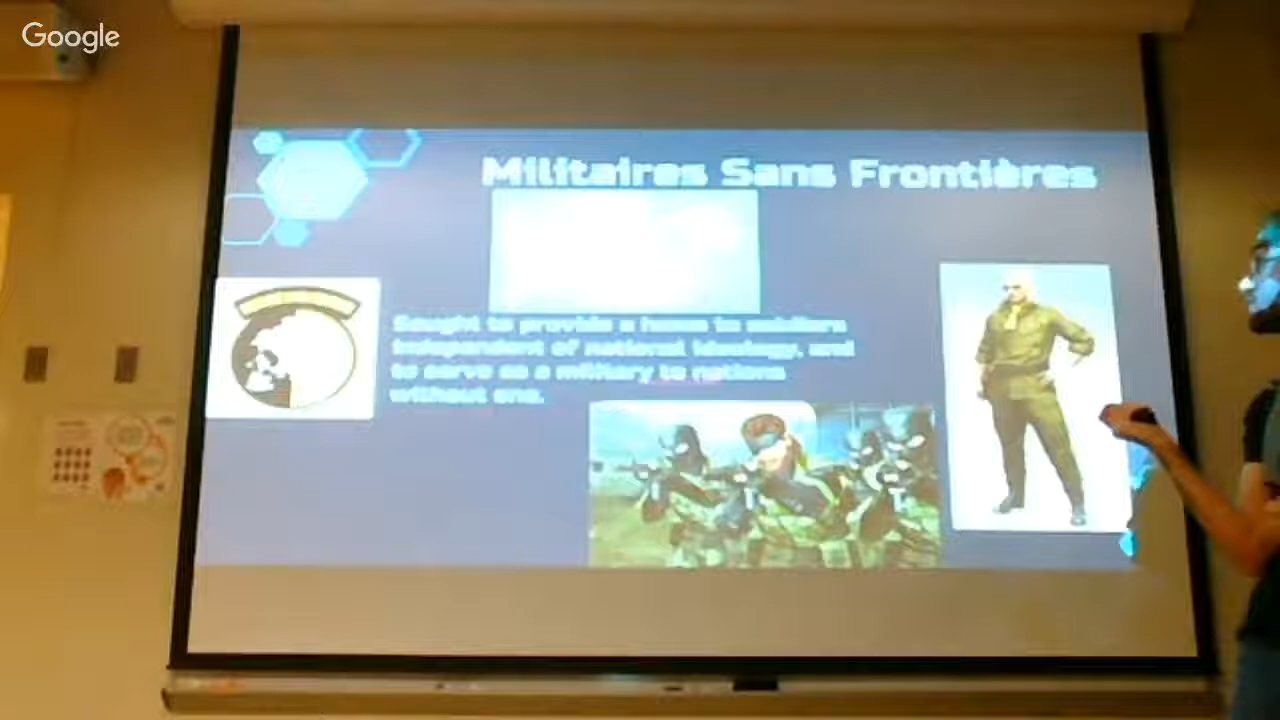 Google
Militaires Sans Frontières
Sought to provide a home to soldiers
independent of national ideology, and
to serve as a military to nations
without one.